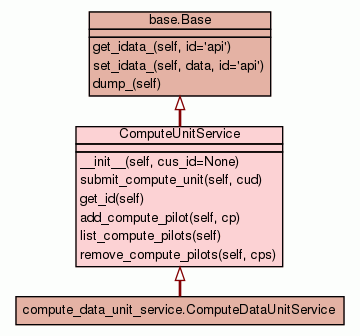 base.Base
get_idata_(self, id='api')
set_idata_(self, data, id='api')
dump_(self)
ComputeUnitService
__init__(self, cus_id=None)
submit_compute_unit(self, cud)
get_id(self)
add_compute_pilot(self, cp)
list_compute_pilots(self)
remove_compute_pilots(self, cps)
compute_data_unit_service.ComputeDataUnitService